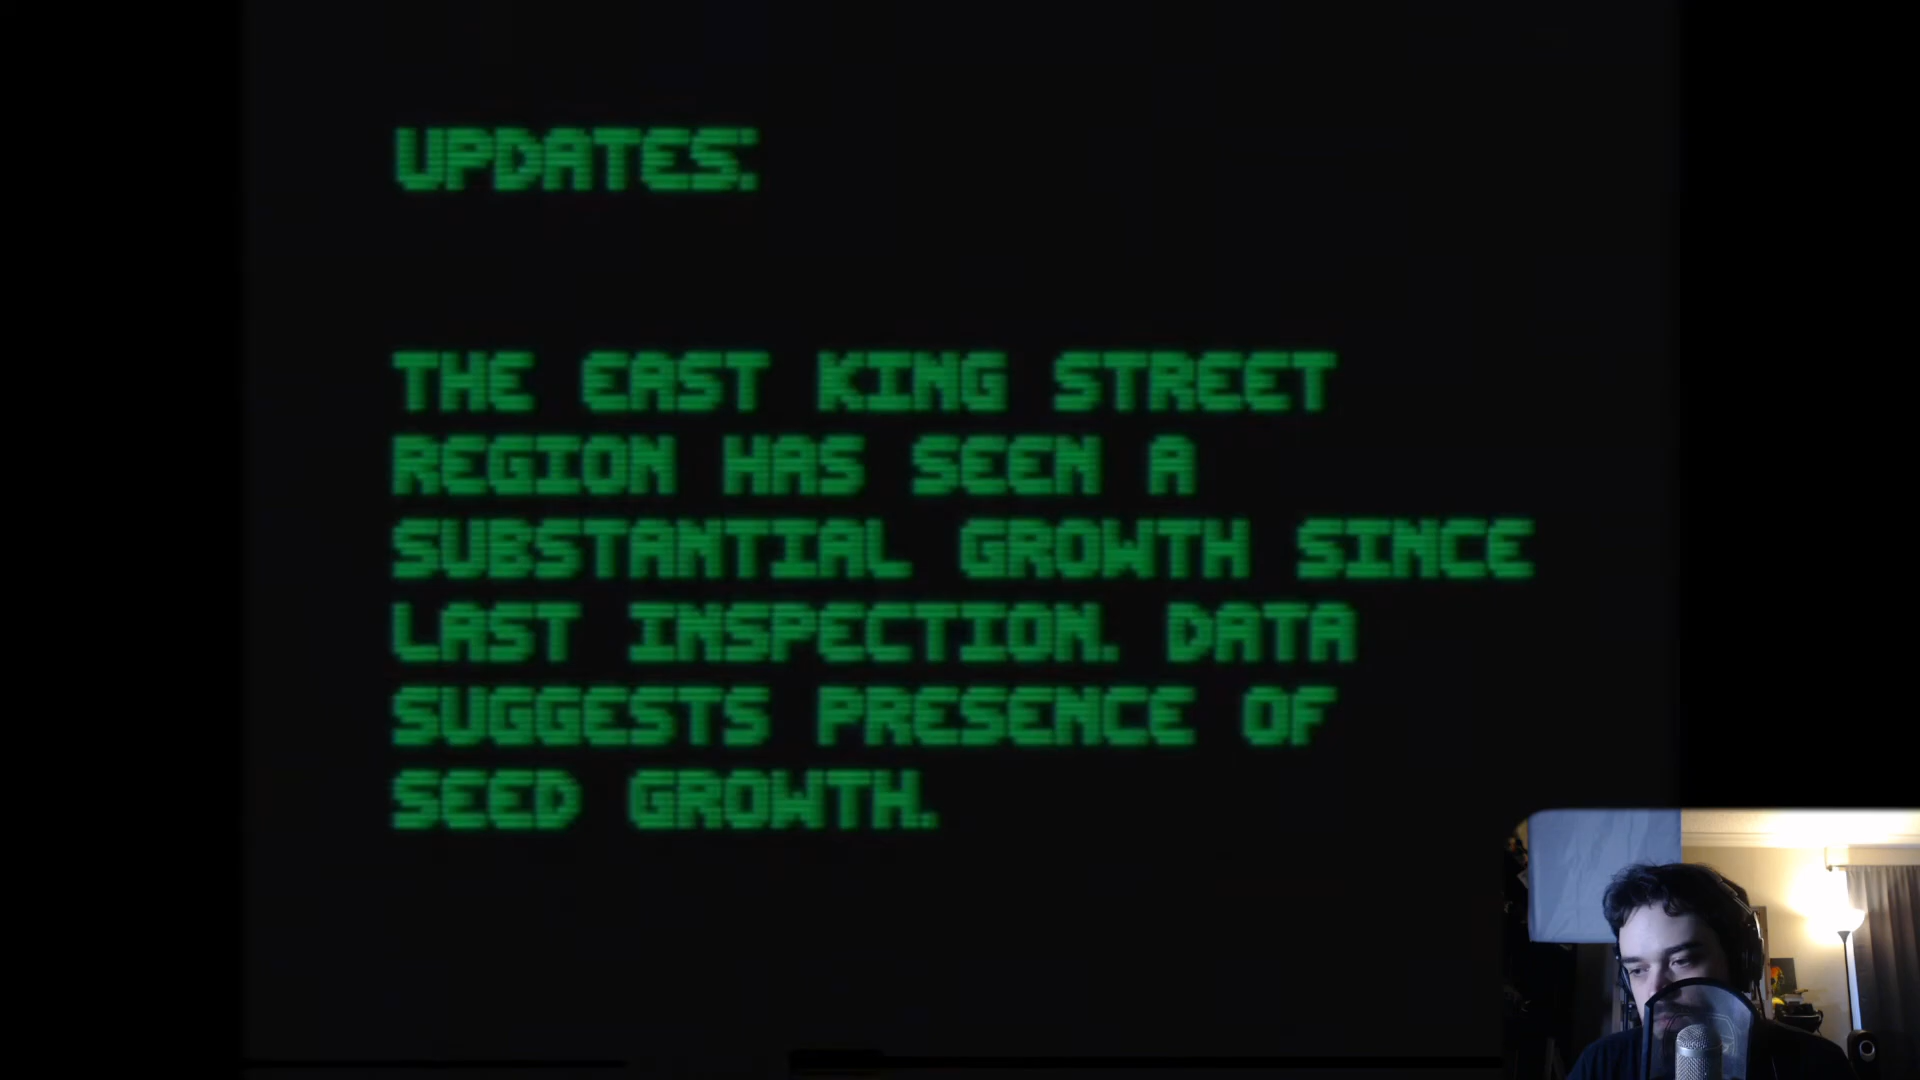 UPDATES:
THE EAST KING STREET
REGION HAS SEEN A
SUBSTANTIAL GROWTH SINCE
LAST INSPECTION. DATA
SUGGESTS PRESENCE OF
SEED GROWTH.